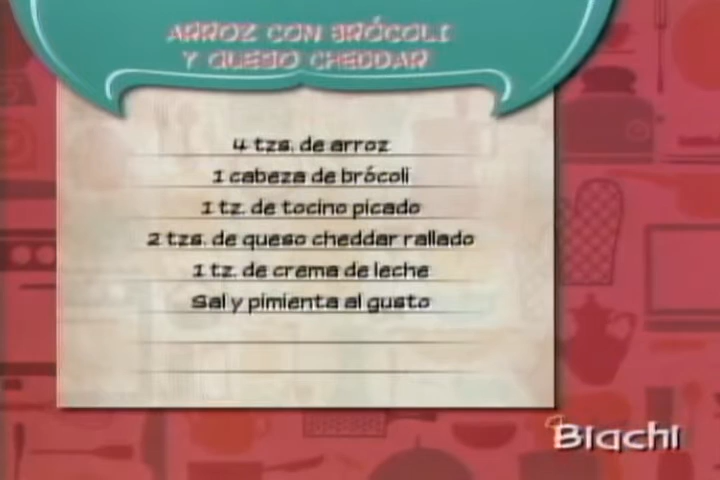 ARROZ CON BRÓCOLI
Y QUESO CHEDDAR
4 tzs. de arroz
1 cabeza de brócoli
1 tz. de tocino picado
2 tzs. de queso cheddar rallado
1 tz. de crema de leche
Sal y pimienta al gusto
Biachi